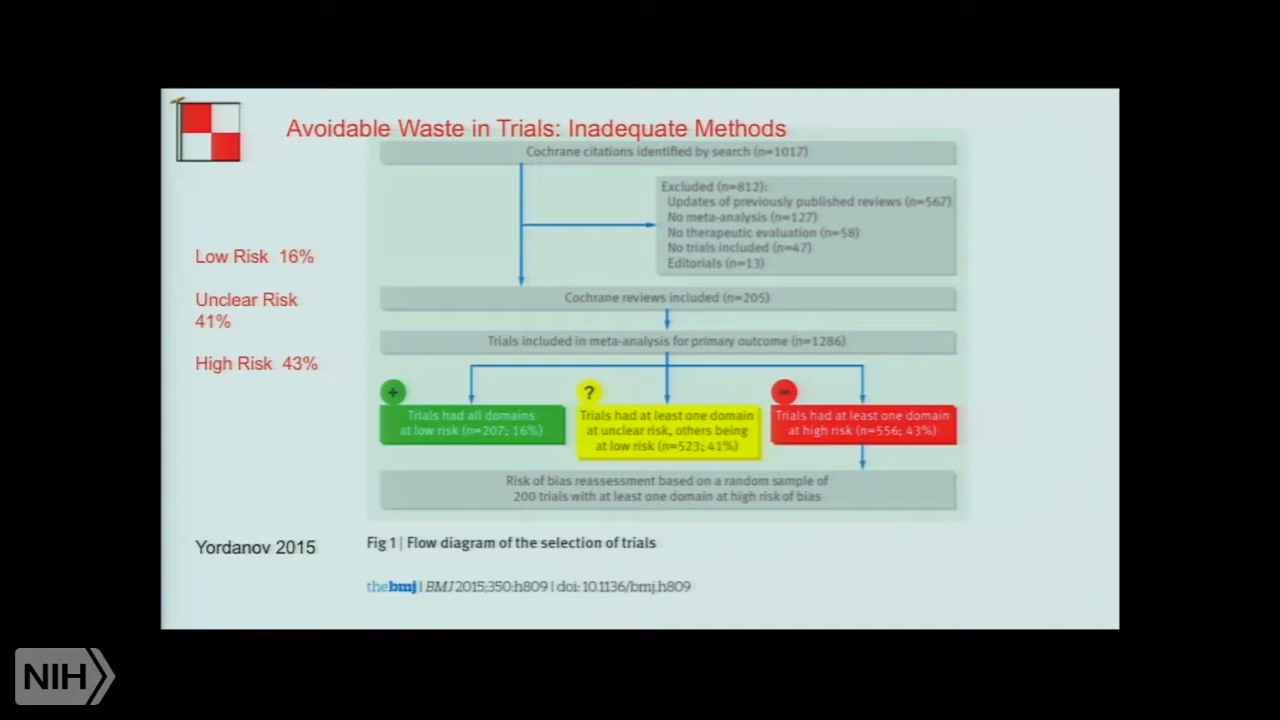 Avoidable Waste in Trials: Inadequate Methods
Cochrane citations identified by search (n=1017)
Excluded (n=812):
Updates of previously published reviews (n=567)
No meta-analysis (n=127)
No therapeutic evaluation (n=58)
No trials included (n=47)
Editorials (n=13)
Low Risk 16%
Unclear Risk
41%
High Risk 43%
Cochrane reviews included (n=205)
Trials included in meta-analysis for primary outcome (n=1286)
+
Trials had all domains
at low risk (n=207; 16%)
?
Trials had at least one domain
at unclear risk, others being
at low risk (n=523; 41%)
−
Trials had at least one domain
at high risk (n=556; 43%)
Risk of bias reassessment based on a random sample of
200 trials with at least one domain at high risk of bias
Yordanov 2015
Fig 1 | Flow diagram of the selection of trials
thebmj | BMJ 2015;350:h809 | doi: 10.1136/bmj.h809
NIH